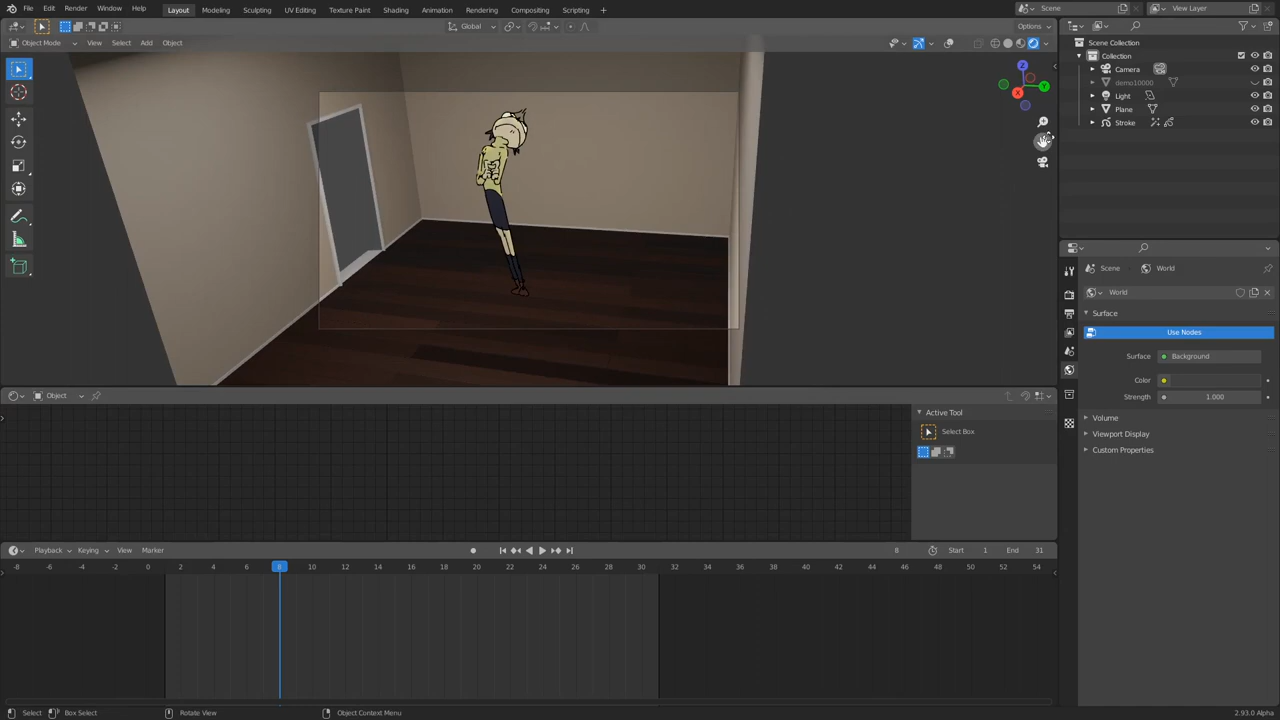 File Edit Render Window Help Layout Modeling Sculpting UV Editing Texture Paint Shading Animation Rendering Compositing Scripting + Scene View Layer
Global Options
Object Mode View Select Add Object
Z Y X
Scene Collection
Collection
Camera
demo10000
Light
Plane
Stroke
Scene World
World
Surface
Use Nodes
Surface Background
Color
Strength 1.000
Volume
Viewport Display
Custom Properties
Object
Active Tool
Select Box
Playback Keying View Marker 8 Start 1 End 31
-8 -6 -4 -2 0 2 4 6 8 10 12 14 16 18 20 22 24 26 28 30 32 34 36 38 40 42 44 46 48 50 52 54
Select Box Select Rotate View Object Context Menu 2.93.0 Alpha